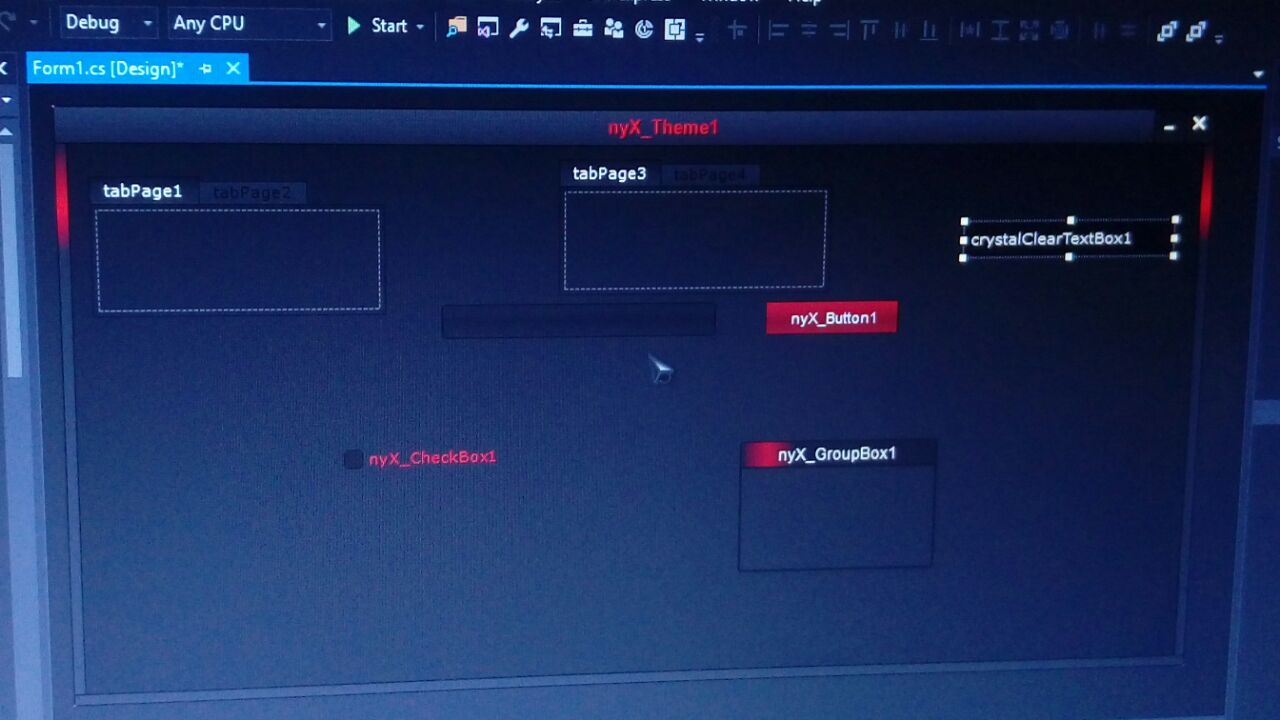 Debug Any CPU Start
Form1.cs [Design]*
nyX_Theme1
tabPage1 tabPage2
tabPage3 tabPage4
crystalClearTextBox1
nyX_Button1
nyX_CheckBox1
nyX_GroupBox1